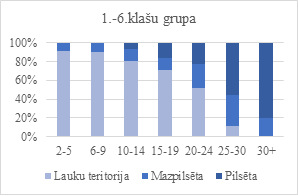 1.-6.klašu grupa
100%
80%
60%
40%
20%
0%
2-5 6-9 10-14 15-19 20-24 25-30 30+
Lauku teritorija Mazpilsēta Pilsēta